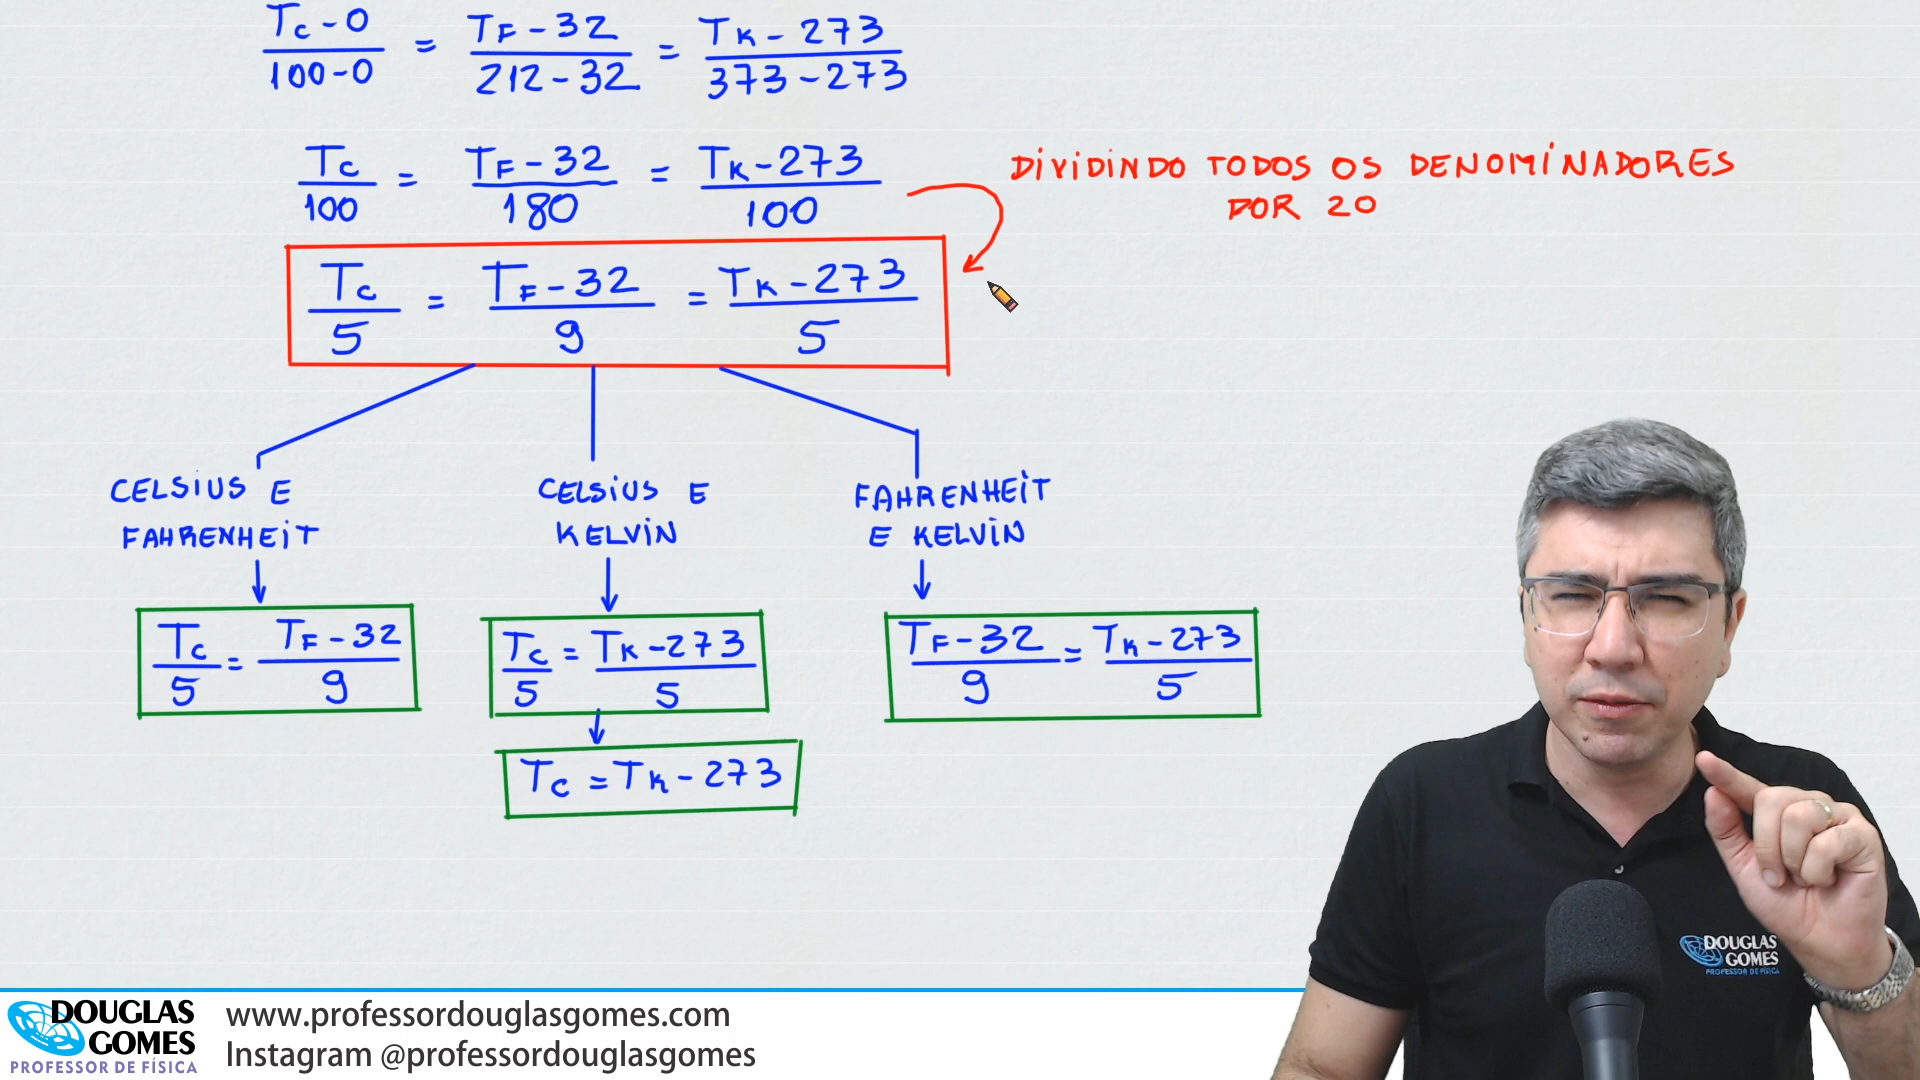 Tc - 0 / 100 - 0 = TF - 32 / 212 - 32 = TK - 273 / 373 - 273
Tc / 100 = TF - 32 / 180 = TK - 273 / 100
DIVIDINDO TODOS OS DENOMINADORES
POR 20
Tc / 5 = TF - 32 / 9 = TK - 273 / 5
CELSIUS E
FAHRENHEIT
CELSIUS E
KELVIN
FAHRENHEIT
E KELVIN
Tc / 5 = TF - 32 / 9
Tc / 5 = TK - 273 / 5
TF - 32 / 9 = TK - 273 / 5
Tc = TK - 273
DOUGLAS
GOMES
PROFESSOR DE FÍSICA
DOUGLAS
GOMES
PROFESSOR DE FÍSICA
www.professordouglasgomes.com
Instagram @professordouglasgomes